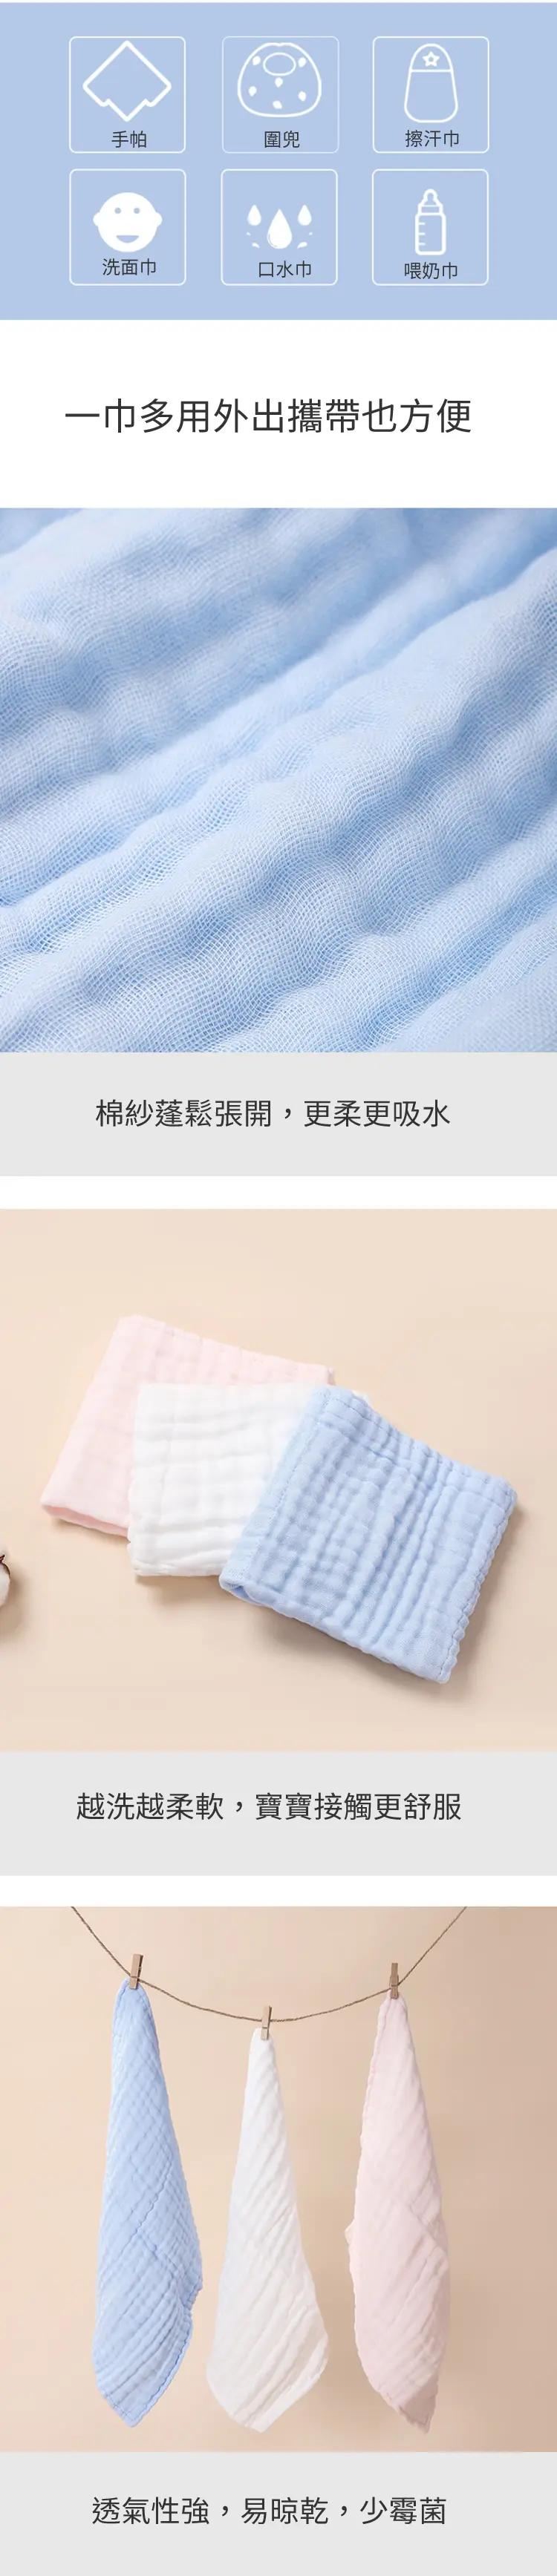 手帕
圍兜
擦汗巾
洗面巾
口水巾
喂奶巾
一巾多用外出攜帶也方便
棉紗蓬鬆張開，更柔更吸水
越洗越柔軟，寶寶接觸更舒服
透氣性強，易晾乾，少霉菌